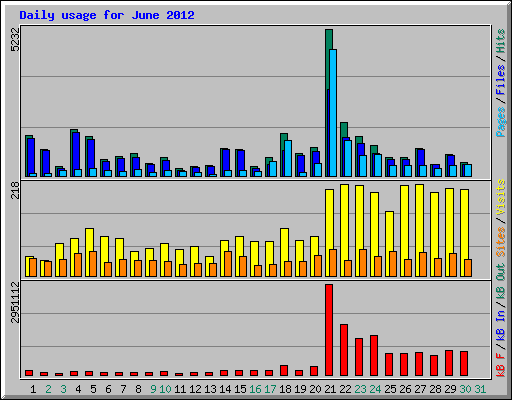 Daily usage for June 2012
5232
Pages / Files / Hits
218
Sites / Visits
2951112
kB F / kB In / kB Out
1 2 3 4 5 6 7 8 9 10 11 12 13 14 15 16 17 18 19 20 21 22 23 24 25 26 27 28 29 30 31